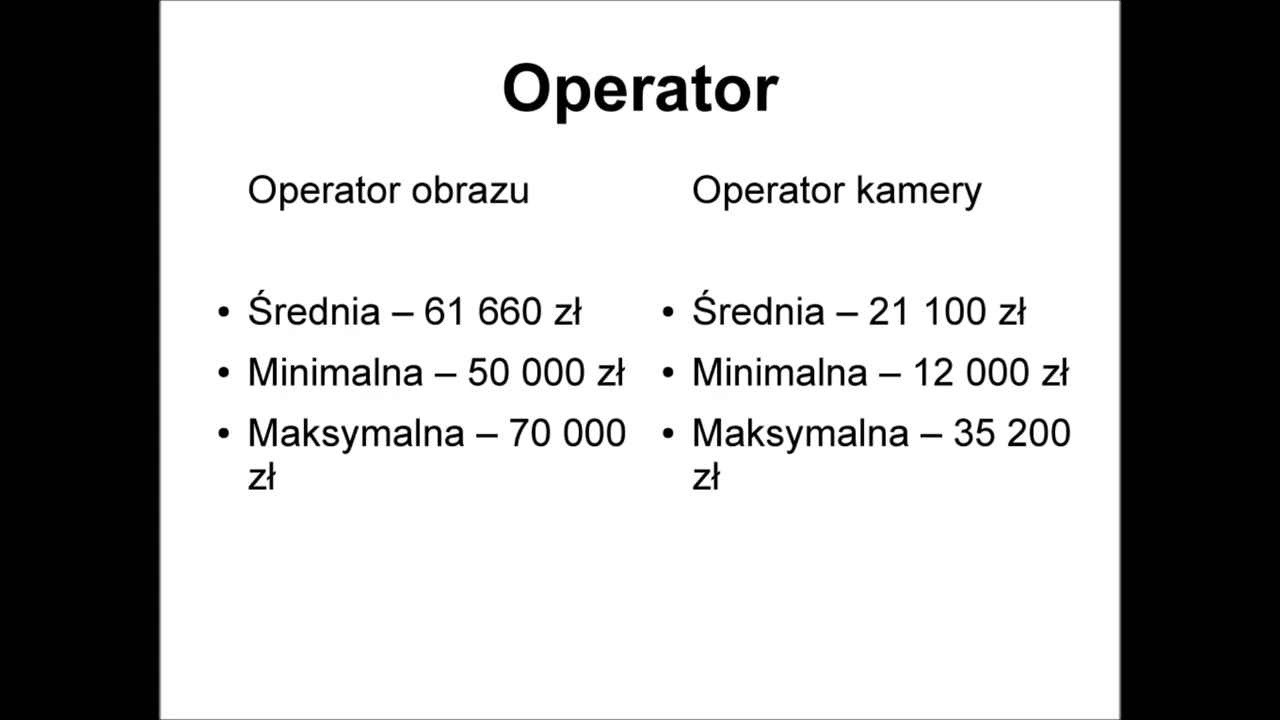 Operator
Operator obrazu
• Średnia – 61 660 zł
• Minimalna – 50 000 zł
• Maksymalna – 70 000
zł
Operator kamery
• Średnia – 21 100 zł
• Minimalna – 12 000 zł
• Maksymalna – 35 200
zł